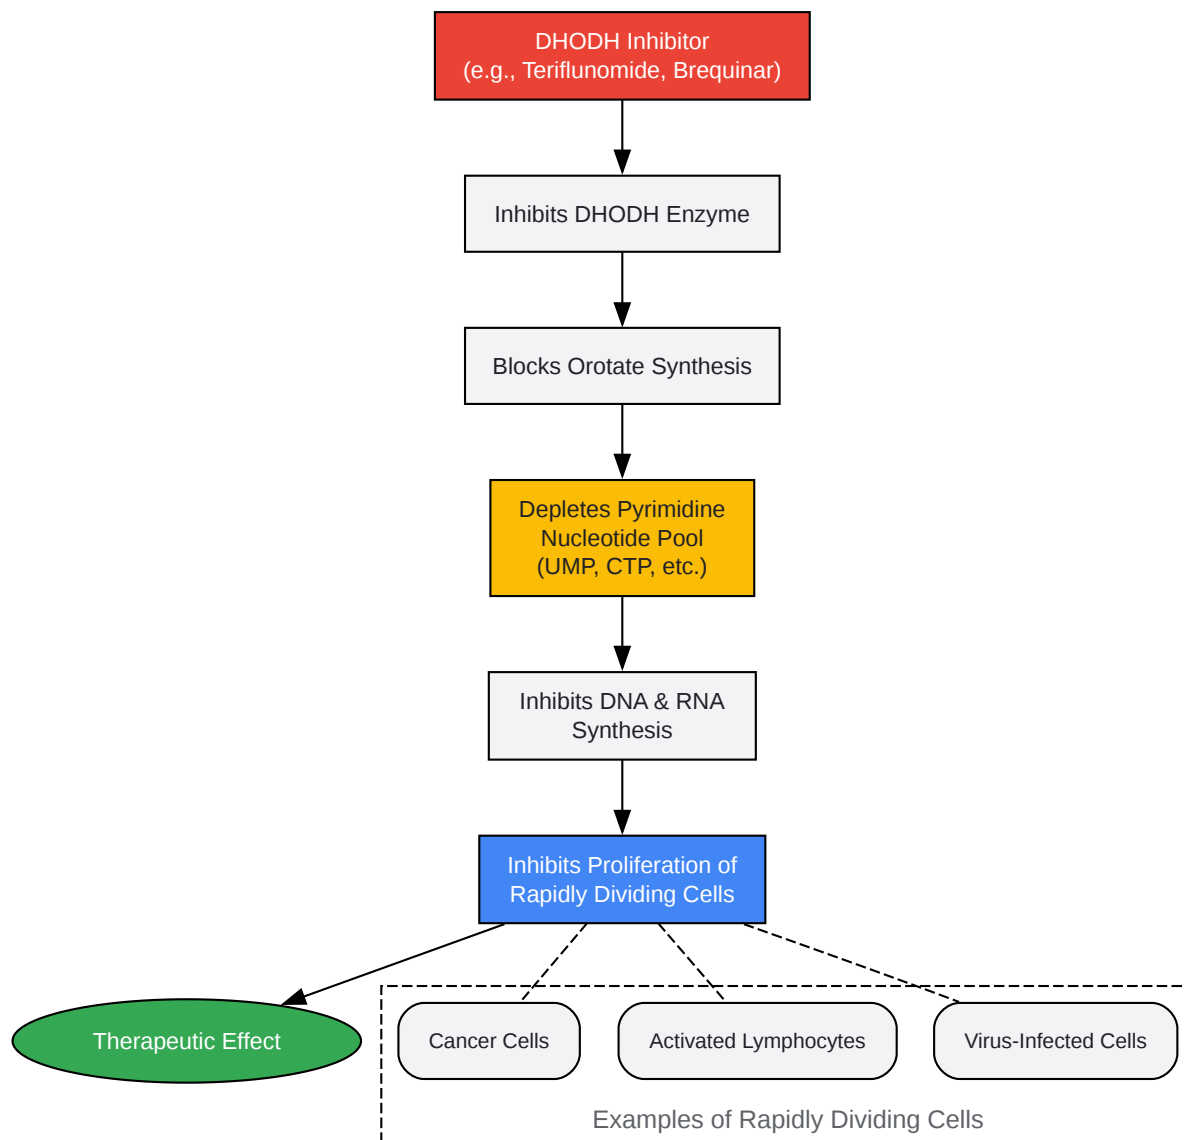 DHODH Inhibitor
(e.g., Teriflunomide, Brequinar)
Inhibits DHODH Enzyme
Blocks Orotate Synthesis
Depletes Pyrimidine
Nucleotide Pool
(UMP, CTP, etc.)
Inhibits DNA & RNA
Synthesis
Inhibits Proliferation of
Rapidly Dividing Cells
Therapeutic Effect
Cancer Cells
Activated Lymphocytes
Virus-Infected Cells
Examples of Rapidly Dividing Cells